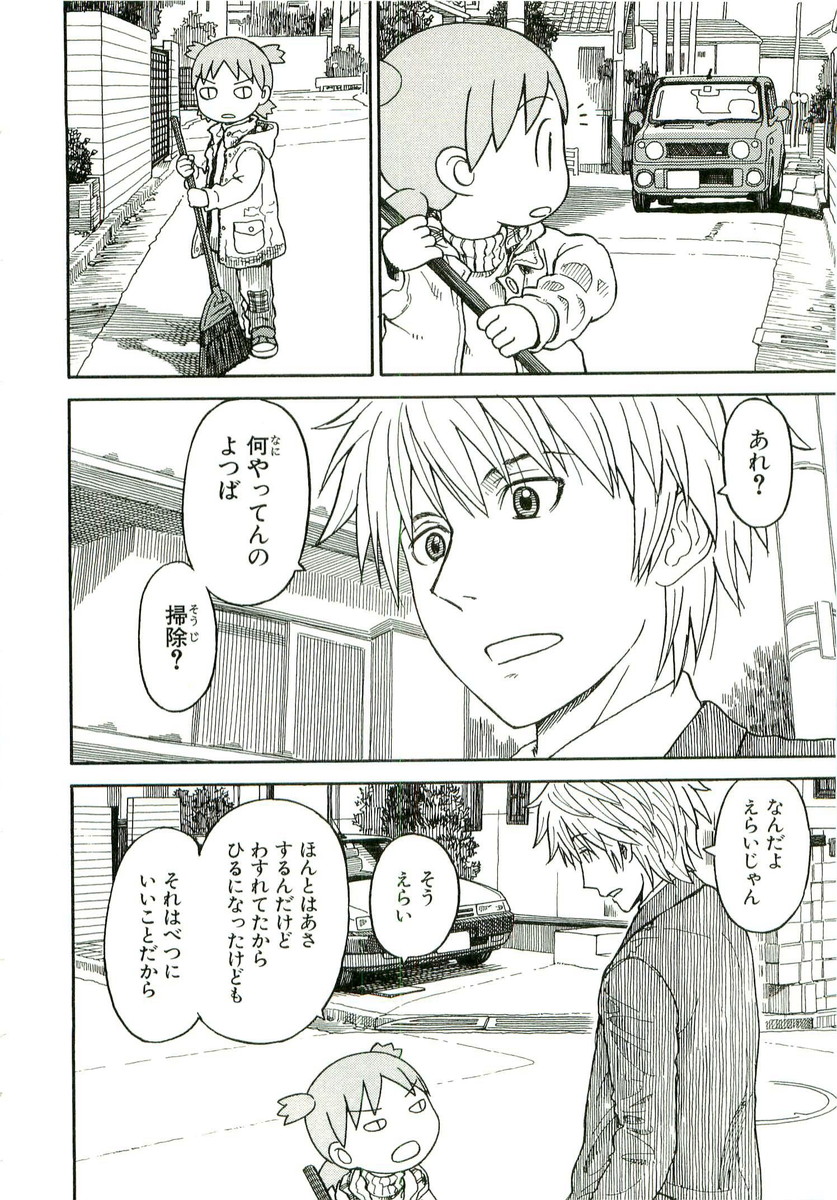 あれ?
何やってんの
よつば
掃除?
なんだよ
えらいじゃん
そう
えらい
ほんとはあさ
するんだけど
わすれてたから
ひるになったけども
それはべつに
いいことだから